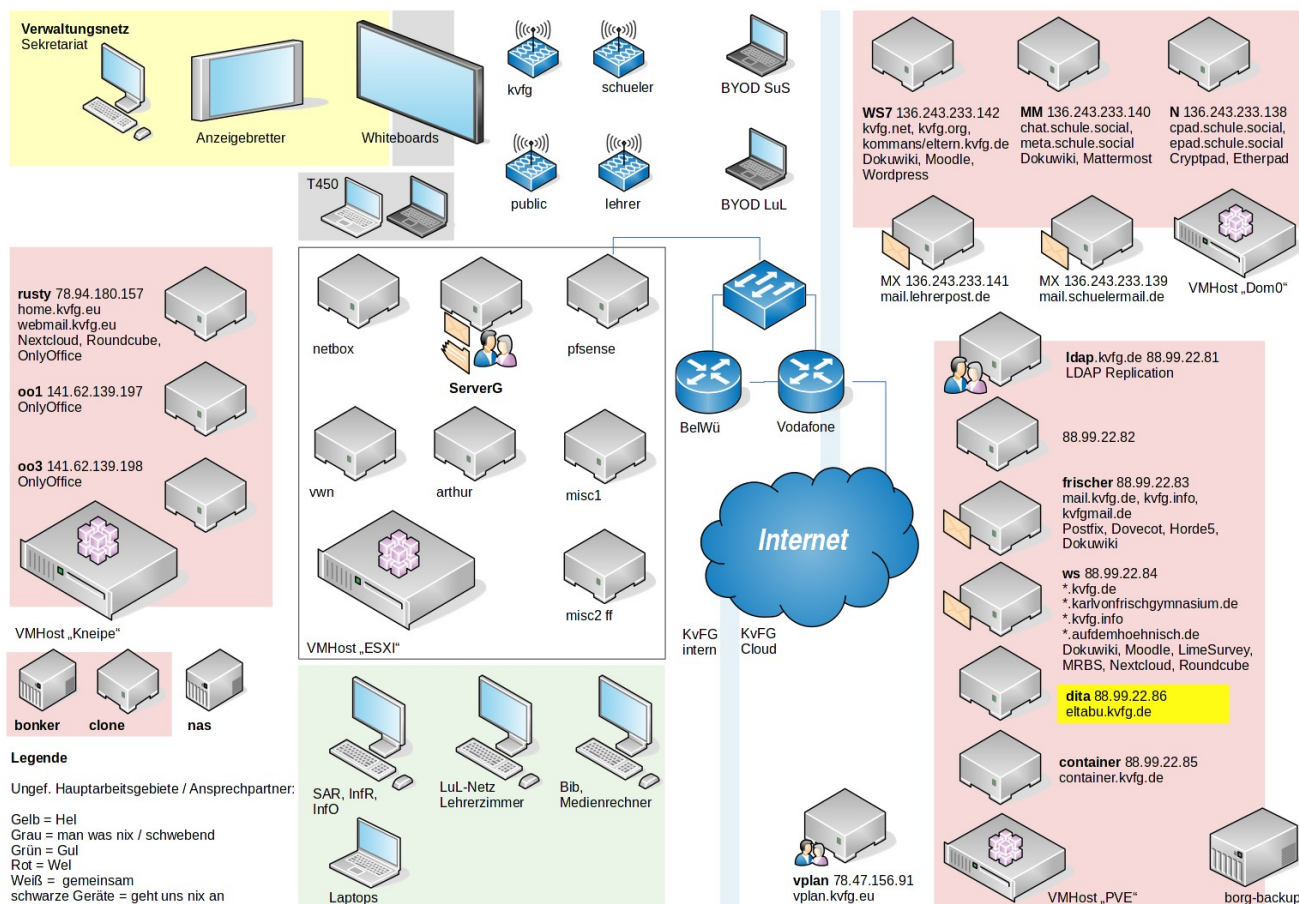 Verwaltungsnetz
Sekretariat
Anzeigebretter
Whiteboards
kvfg
schueler
BYOD SuS
public
lehrer
BYOD LuL
T450
WS7 136.243.233.142
kvfg.net, kvfg.org,
kommans/eltern.kvfg.de
Dokuwiki, Moodle,
Wordpress
MM 136.243.233.140
chat.schule.social,
meta.schule.social
Dokuwiki, Mattermost
N 136.243.233.138
cpad.schule.social,
epad.schule.social
Cryptpad, Etherpad
MX 136.243.233.141
mail.lehrerpost.de
MX 136.243.233.139
mail.schuelermail.de
VMHost „Dom0“
rusty 78.94.180.157
home.kvfg.eu
webmail.kvfg.eu
Nextcloud, Roundcube,
OnlyOffice
oo1 141.62.139.197
OnlyOffice
oo3 141.62.139.198
OnlyOffice
VMHost „Kneipe“
netbox
ServerG
pfsense
vwn
arthur
misc1
misc2 ff
VMHost „ESXI“
BelWü
Vodafone
Internet
KvFG
intern
KvFG
Cloud
ldap.kvfg.de 88.99.22.81
LDAP Replication
88.99.22.82
frischer 88.99.22.83
mail.kvfg.de, kvfg.info,
kvfgmail.de
Postfix, Dovecot, Horde5,
Dokuwiki
ws 88.99.22.84
*.kvfg.de
*.karlvonfrischgymnasium.de
*.kvfg.info
*.aufdemhoehnisch.de
Dokuwiki, Moodle, LimeSurvey,
MRBS, Nextcloud, Roundcube
dita 88.99.22.86
eltabu.kvfg.de
container 88.99.22.85
container.kvfg.de
VMHost „PVE“
borg-backup
vplan 78.47.156.91
vplan.kvfg.eu
bonker
clone
nas
SAR, InfR,
InfO
LuL-Netz
Lehrerzimmer
Bib,
Medienrechner
Laptops
Legende
Ungef. Hauptarbeitsgebiete / Ansprechpartner:
Gelb = Hel
Grau = man was nix / schwebend
Grün = Gul
Rot = Wel
Weiß = gemeinsam
schwarze Geräte = geht uns nix an